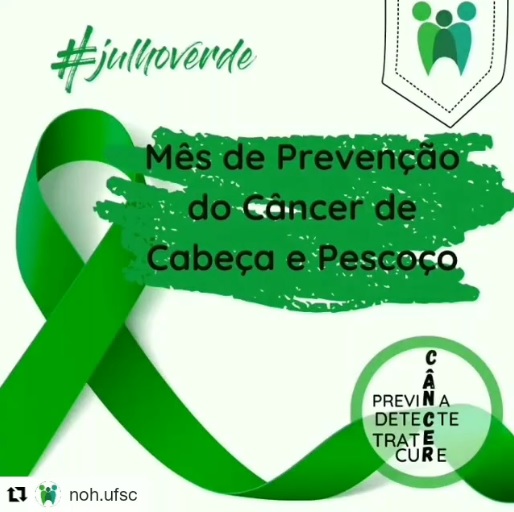 #julhoverde
Mês de Prevenção
do Câncer de
Cabeça e Pescoço
CÂNCER
PREVINA
DETECTE
TRATE
CURE
noh.ufsc